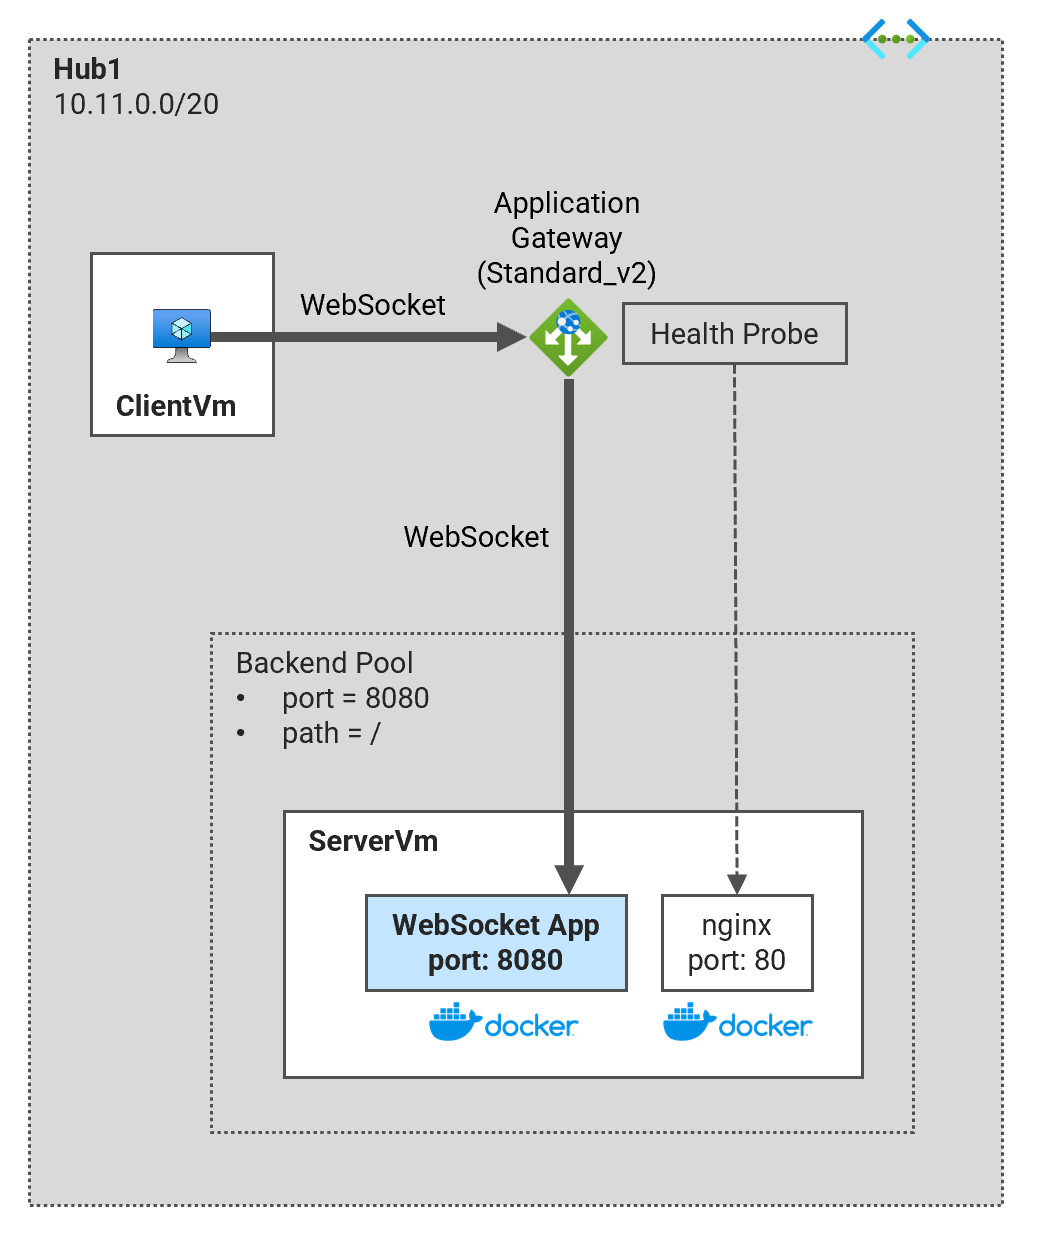 Hub1
10.11.0.0/20
Application
Gateway
(Standard_v2)
WebSocket
Health Probe
ClientVm
WebSocket
Backend Pool
• port = 8080
• path = /
ServerVm
WebSocket App
port: 8080
nginx
port: 80
docker
docker